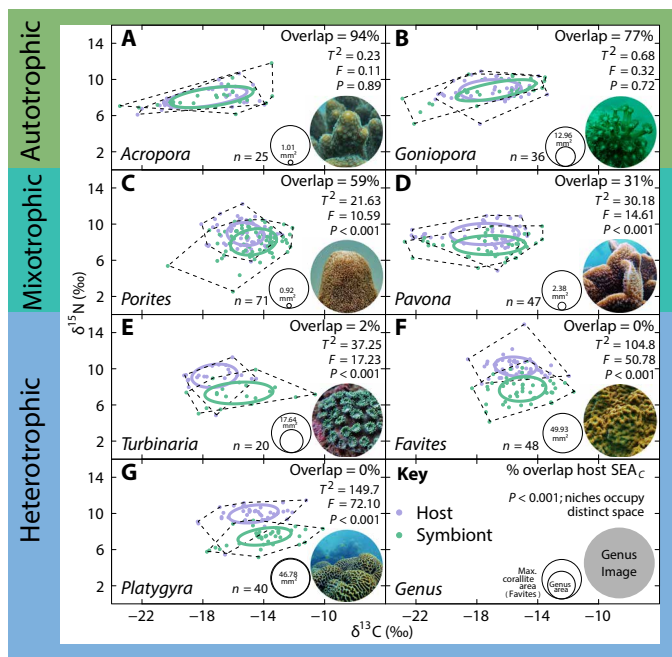 Autotrophic
Mixotrophic
Heterotrophic
δ¹⁵N (‰)
A
Overlap = 94%
T² = 0.23
F = 0.11
P = 0.89
1.01
mm²
Acropora
n = 25
14
10
6
2
B
Overlap = 77%
T² = 0.68
F = 0.32
P = 0.72
12.96
mm²
Goniopora
n = 36
C
Overlap = 59%
T² = 21.63
F = 10.59
P < 0.001
0.92
mm²
Porites
n = 71
14
10
6
2
D
Overlap = 31%
T² = 30.18
F = 14.61
P < 0.001
2.38
mm²
Pavona
n = 47
E
Overlap = 2%
T² = 37.25
F = 17.23
P < 0.001
17.64
mm²
Turbinaria
n = 20
14
10
6
2
F
Overlap = 0%
T² = 104.8
F = 50.78
P < 0.001
49.93
mm²
Favites
n = 48
G
Overlap = 0%
T² = 149.7
F = 72.10
P < 0.001
46.78
mm²
Platygyra
n = 40
14
10
6
2
Key
% overlap host SEA_C
P < 0.001; niches occupy
distinct space
Host
Symbiont
Max.
corallite
area
(Favites)
Genus
area
Genus
Image
Genus
−22 −18 −14 −10 −22 −18 −14 −10
δ¹³C (‰)